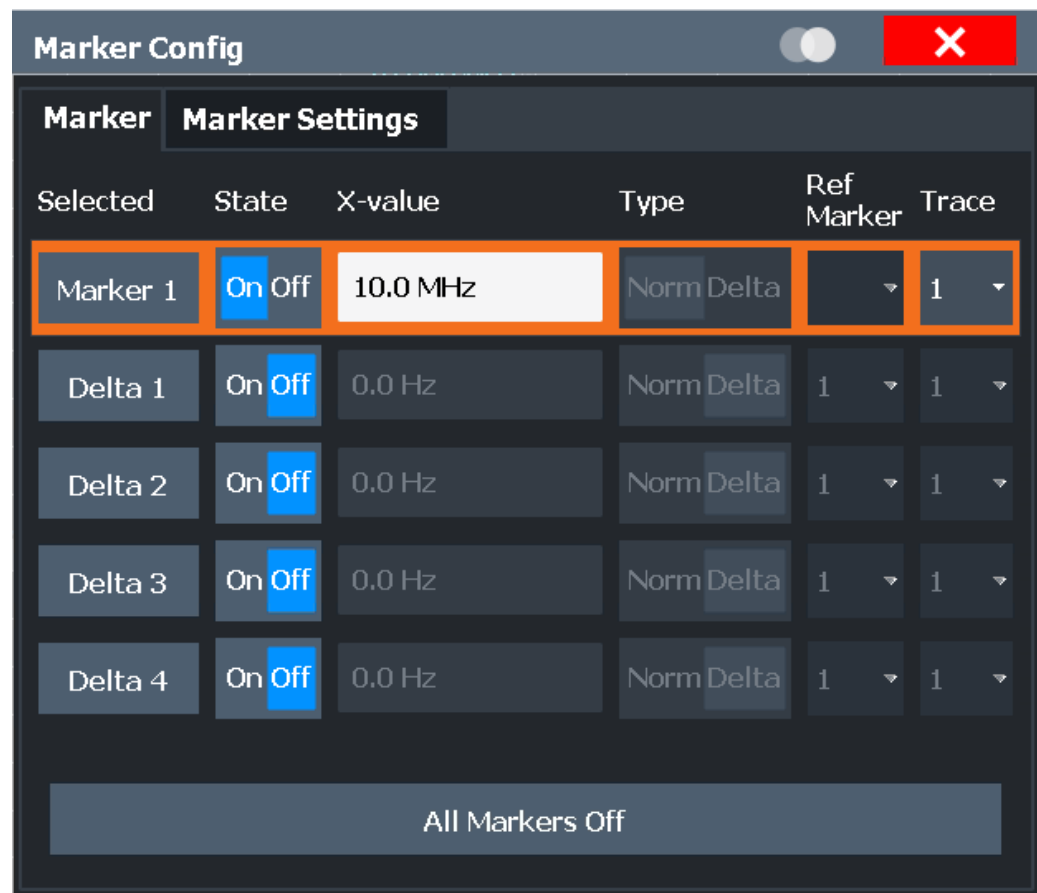 Marker Config
Marker Marker Settings
Selected State X-value Type Ref Marker Trace
Marker 1 On Off 10.0 MHz Norm Delta 1
Delta 1 On Off 0.0 Hz Norm Delta 1 1
Delta 2 On Off 0.0 Hz Norm Delta 1 1
Delta 3 On Off 0.0 Hz Norm Delta 1 1
Delta 4 On Off 0.0 Hz Norm Delta 1 1
All Markers Off